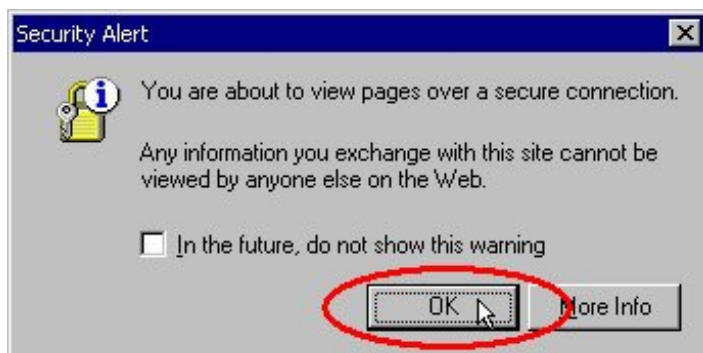 Security Alert
You are about to view pages over a secure connection.
Any information you exchange with this site cannot be
viewed by anyone else on the Web.
In the future, do not show this warning
OK More Info